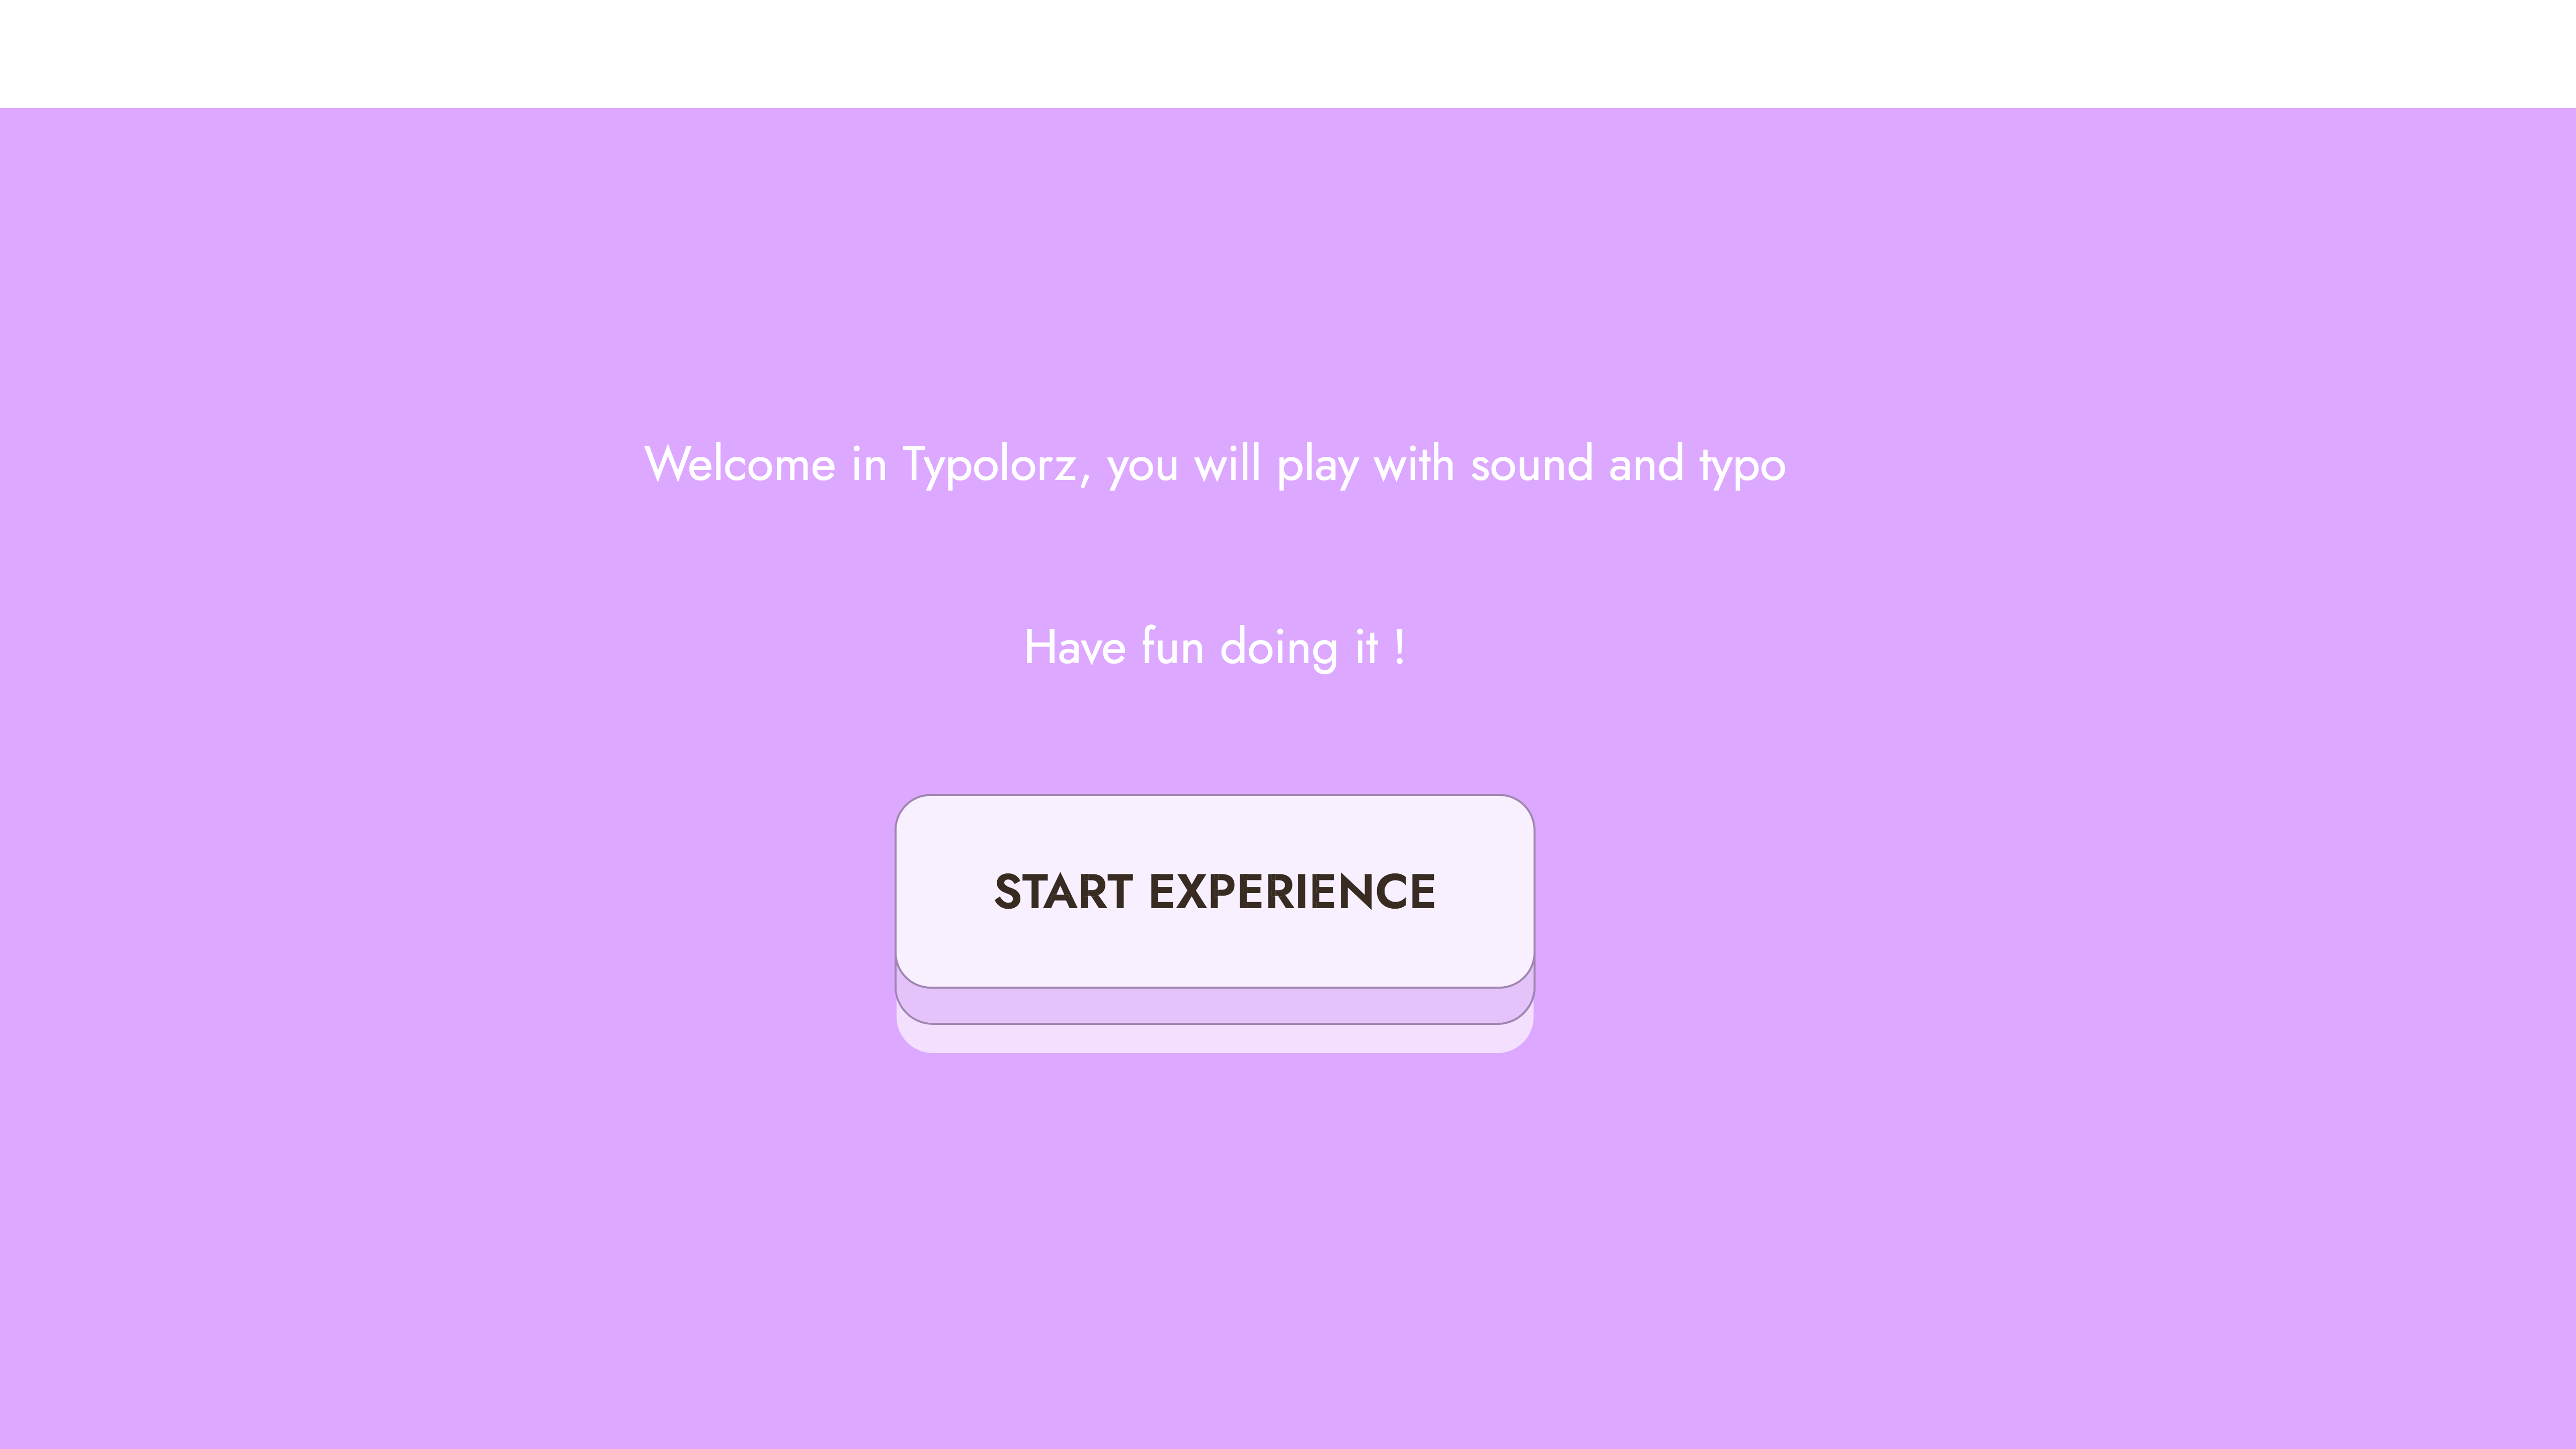 Welcome in Typolorz, you will play with sound and typo
Have fun doing it !
START EXPERIENCE